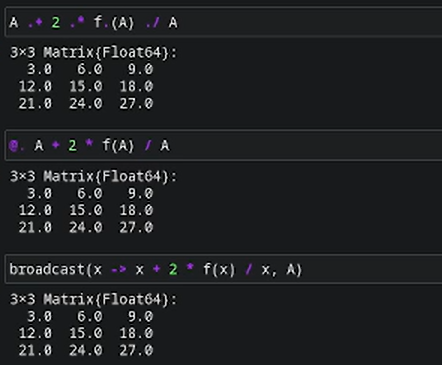 A .+ 2 .* f.(A) ./ A
3×3 Matrix{Float64}:
3.0 6.0 9.0
12.0 15.0 18.0
21.0 24.0 27.0
@. A + 2 * f(A) / A
3×3 Matrix{Float64}:
3.0 6.0 9.0
12.0 15.0 18.0
21.0 24.0 27.0
broadcast(x -> x + 2 * f(x) / x, A)
3×3 Matrix{Float64}:
3.0 6.0 9.0
12.0 15.0 18.0
21.0 24.0 27.0